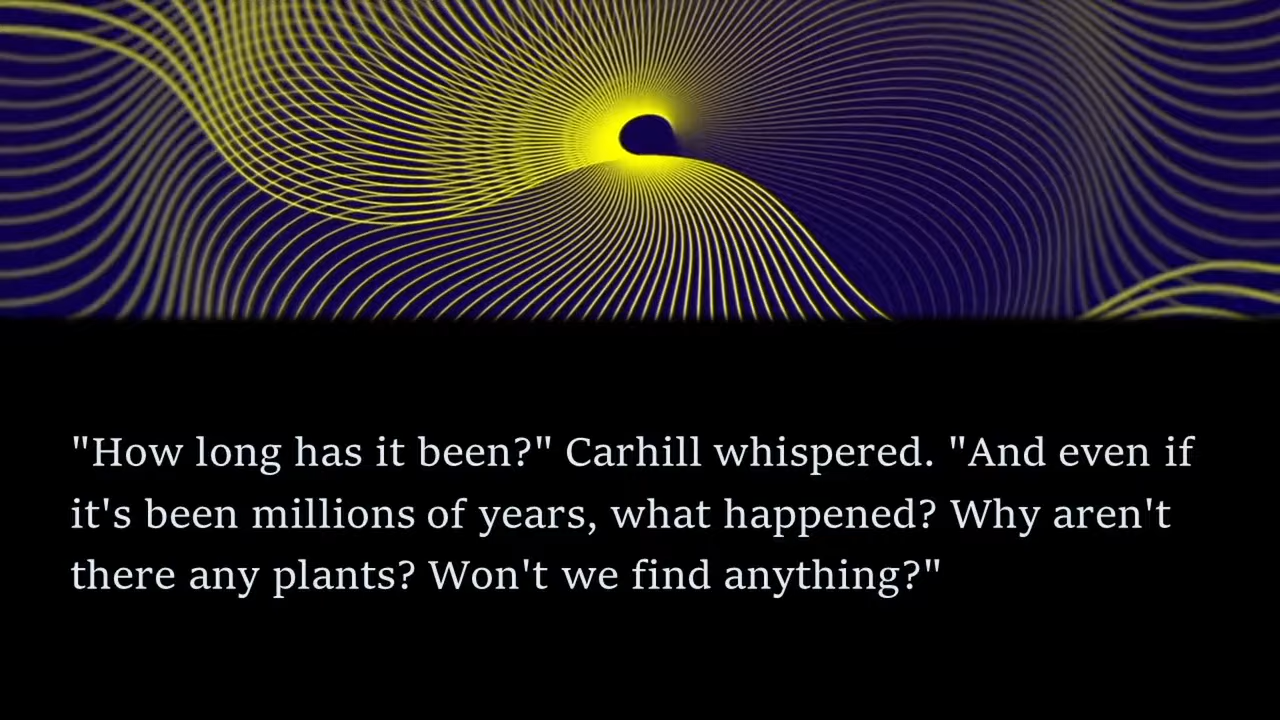 "How long has it been?" Carhill whispered. "And even if
it's been millions of years, what happened? Why aren't
there any plants? Won't we find anything?"